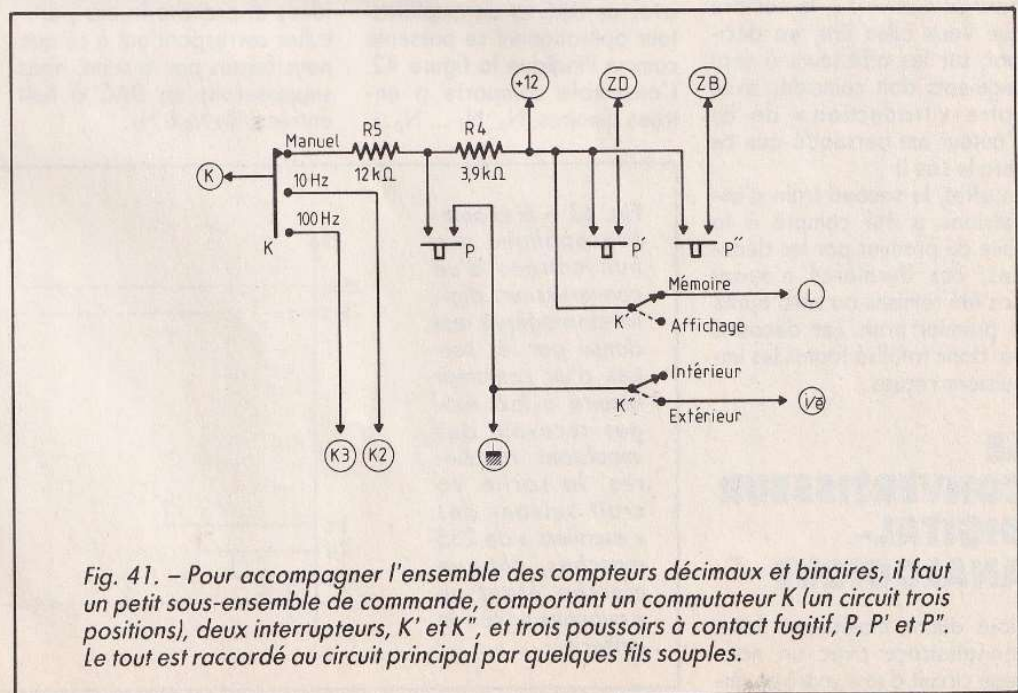 +12
ZD
ZB
Manuel
R5
R4
K
12 kΩ
3,9 kΩ
10 Hz
100 Hz
K
P
P'
P"
Mémoire
L
K'
Affichage
Intérieur
K"
Extérieur
i/e
K3
K2
Fig. 41. – Pour accompagner l'ensemble des compteurs décimaux et binaires, il faut
un petit sous-ensemble de commande, comportant un commutateur K (un circuit trois
positions), deux interrupteurs, K' et K", et trois poussoirs à contact fugitif, P, P' et P".
Le tout est raccordé au circuit principal par quelques fils souples.